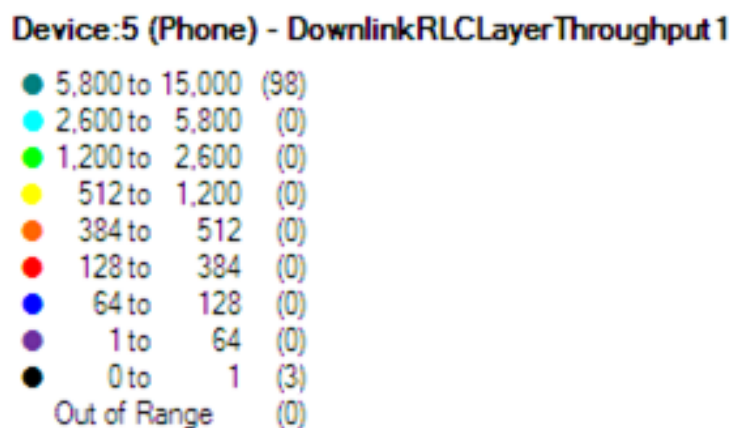 Device:5 (Phone) - DownlinkRLCLayerThroughput1
5,800 to 15,000 (98)
2,600 to 5,800 (0)
1,200 to 2,600 (0)
512 to 1,200 (0)
384 to 512 (0)
128 to 384 (0)
64 to 128 (0)
1 to 64 (0)
0 to 1 (3)
Out of Range (0)